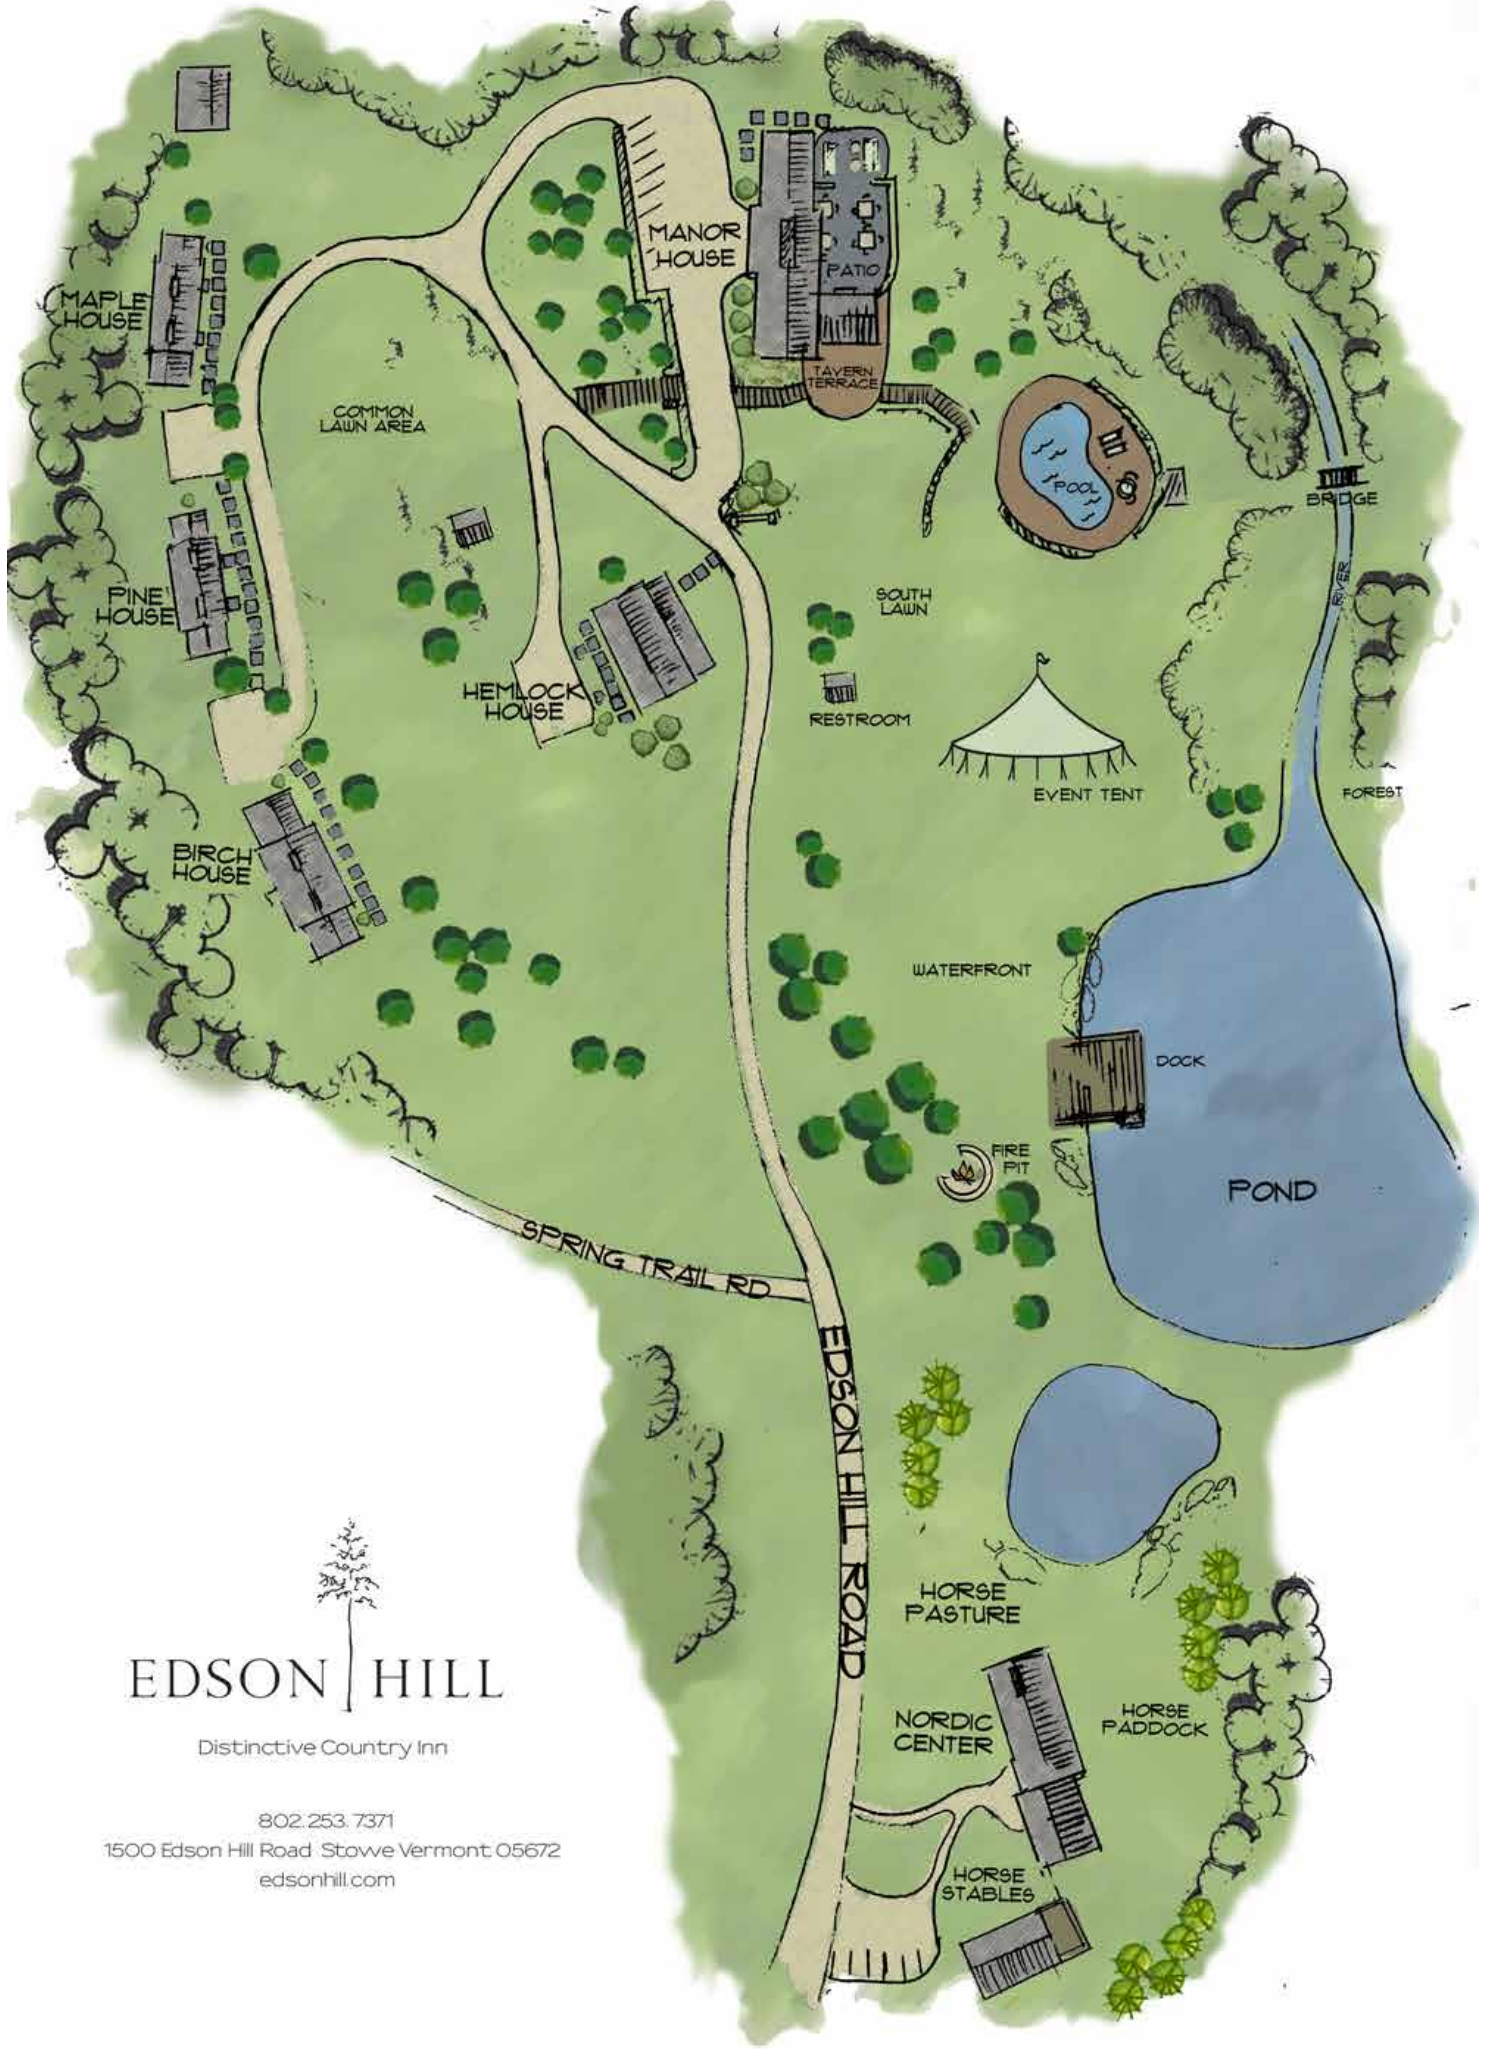 MANOR
HOUSE
PATIO
MAPLE
HOUSE
TAVERN
TERRACE
COMMON
LAWN AREA
POOL
BRIDGE
RIVER
PINE
HOUSE
SOUTH
LAWN
HEMLOCK
HOUSE
RESTROOM
EVENT TENT
FOREST
BIRCH
HOUSE
WATERFRONT
DOCK
FIRE
PIT
POND
SPRING TRAIL RD
EDSON HILL ROAD
HORSE
PASTURE
NORDIC
CENTER
HORSE
PADDOCK
HORSE
STABLES
EDSON HILL
Distinctive Country Inn
802.253.7371
1500 Edson Hill Road Stowe Vermont 05672
edsonhill.com